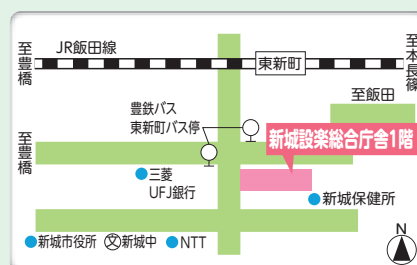 至豊橋
JR飯田線
東新町
至本長篠
至飯田
豊鉄バス
東新町バス停
至豊橋
新城設楽総合庁舎1階
三菱
UFJ銀行
新城保健所
新城市役所
文
新城中
NTT
N